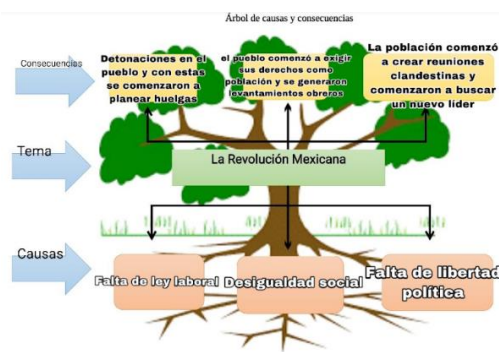 Árbol de causas y consecuencias
Consecuencias
Detonaciones en el
pueblo y con estas
se comenzaron a
planear huelgas
el pueblo comenzó a exigir
sus derechos como
población y se generaron
levantamientos obreros
La población comenzó
a crear reuniones
clandestinas y
comenzaron a buscar
un nuevo líder
Tema
La Revolución Mexicana
Causas
Falta de ley laboral
Desigualdad social
Falta de libertad
política